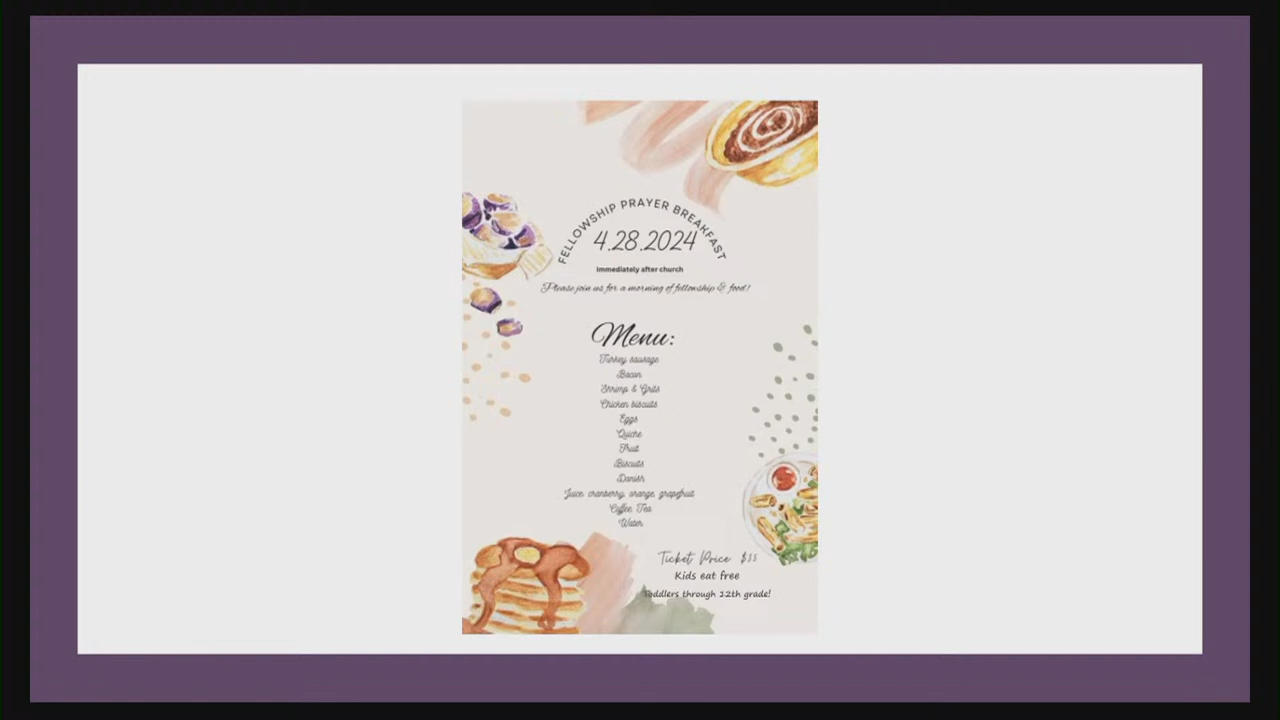 FELLOWSHIP PRAYER BREAKFAST
4.28.2024
Immediately after church
Please join us for a morning of fellowship & food!
Menu:
Turkey sausage
Bacon
Shrimp & Grits
Chicken biscuits
Eggs
Quiche
Fruit
Biscuits
Danish
Juice: cranberry, orange, grapefruit
Coffee, Tea
Water
Ticket Price
Kids eat free
Toddlers through 12th grade!